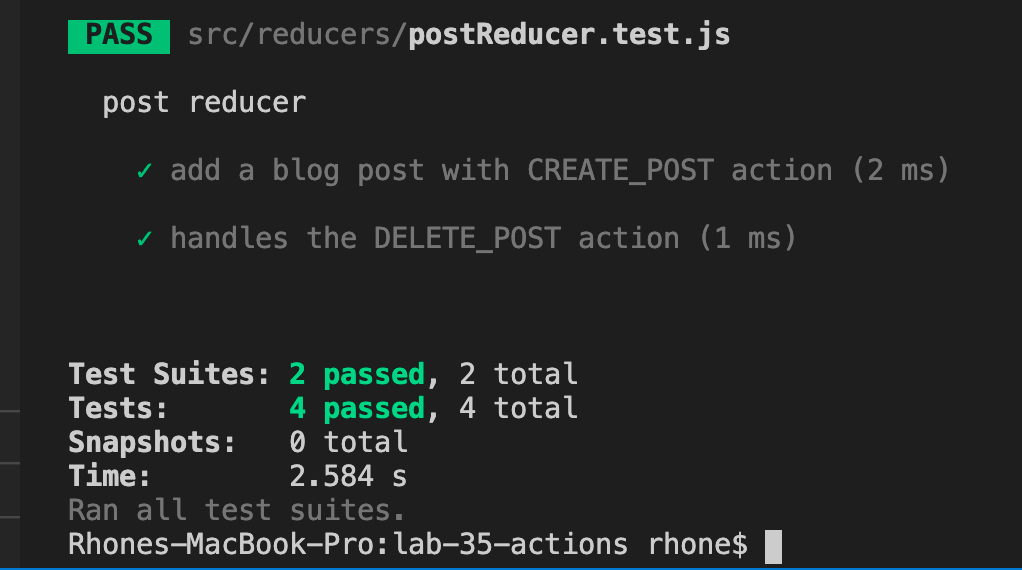 PASS src/reducers/postReducer.test.js
post reducer
✓ add a blog post with CREATE_POST action (2 ms)
✓ handles the DELETE_POST action (1 ms)
Test Suites: 2 passed, 2 total
Tests: 4 passed, 4 total
Snapshots: 0 total
Time: 2.584 s
Ran all test suites.
Rhones-MacBook-Pro:lab-35-actions rhone$